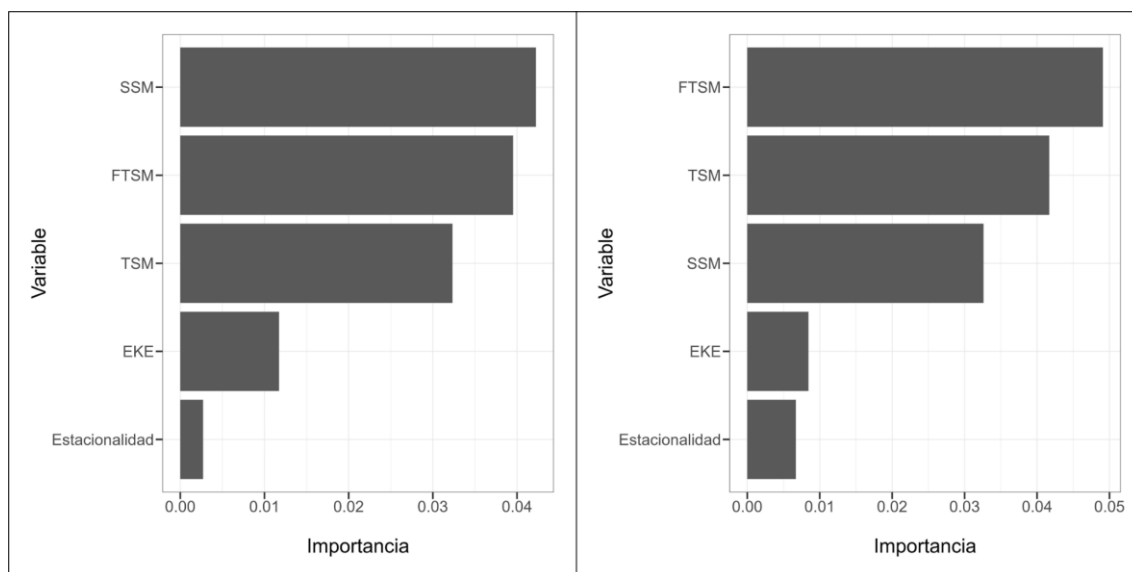 SSM
FTSM
TSM
EKE
Estacionalidad
Variable
0.00 0.01 0.02 0.03 0.04
Importancia
FTSM
TSM
SSM
EKE
Estacionalidad
Variable
0.00 0.01 0.02 0.03 0.04 0.05
Importancia